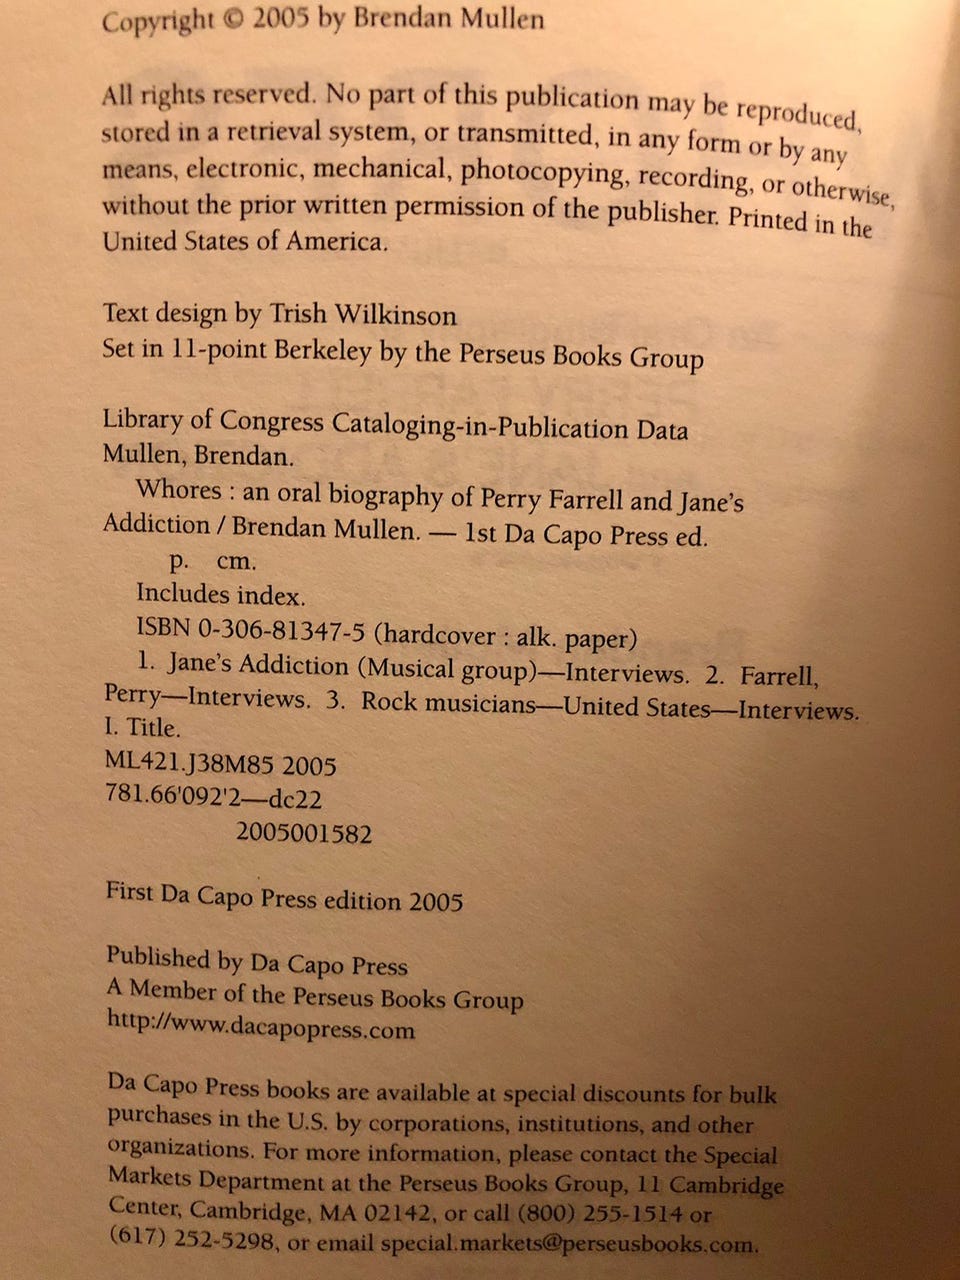 Copyright © 2005 by Brendan Mullen
All rights reserved. No part of this publication may be reproduced,
stored in a retrieval system, or transmitted, in any form or by any
means, electronic, mechanical, photocopying, recording, or otherwise,
without the prior written permission of the publisher. Printed in the
United States of America.
Text design by Trish Wilkinson
Set in 11-point Berkeley by the Perseus Books Group
Library of Congress Cataloging-in-Publication Data
Mullen, Brendan.
Whores : an oral biography of Perry Farrell and Jane's
Addiction / Brendan Mullen. — 1st Da Capo Press ed.
p. cm.
Includes index.
ISBN 0-306-81347-5 (hardcover : alk. paper)
1. Jane's Addiction (Musical group)—Interviews. 2. Farrell,
Perry—Interviews. 3. Rock musicians—United States—Interviews.
I. Title.
ML421.J38M85 2005
781.66'092'2—dc22
2005001582
First Da Capo Press edition 2005
Published by Da Capo Press
A Member of the Perseus Books Group
http://www.dacapopress.com
Da Capo Press books are available at special discounts for bulk
purchases in the U.S. by corporations, institutions, and other
organizations. For more information, please contact the Special
Markets Department at the Perseus Books Group, 11 Cambridge
Center, Cambridge, MA 02142, or call (800) 255-1514 or
(617) 252-5298, or email special.markets@perseusbooks.com.